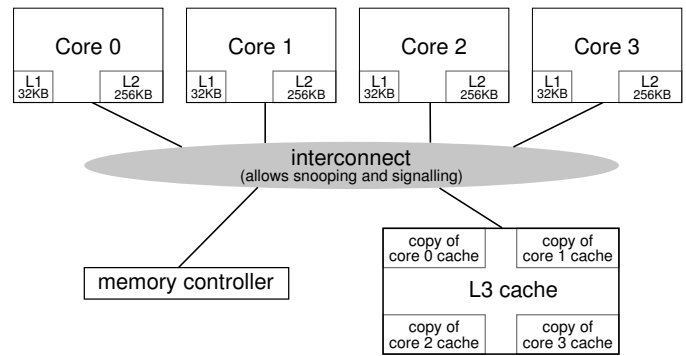 Core 0
L1
32KB
L2
256KB
Core 1
L1
32KB
L2
256KB
Core 2
L1
32KB
L2
256KB
Core 3
L1
32KB
L2
256KB
interconnect
(allows snooping and signalling)
memory controller
copy of
core 0 cache
copy of
core 1 cache
L3 cache
copy of
core 2 cache
copy of
core 3 cache